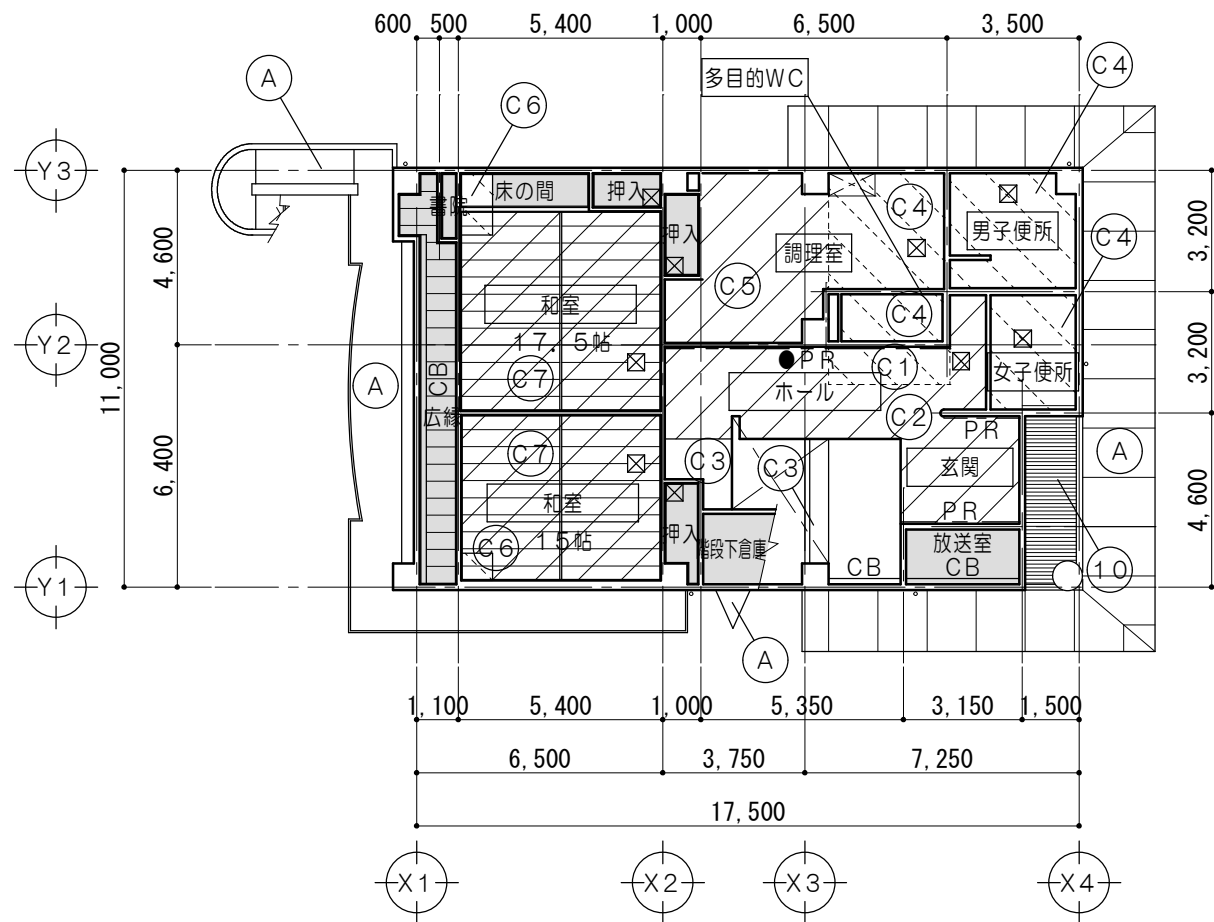 600
500
5,400
1,000
6,500
3,500
A
C6
多目的WC
C4
Y3
書院
床の間
押入
押入
C4
男子便所
C4
4,600
3,200
調理室
C5
和室
17.5帖
C4
Y2
11,000
A
CB
広縁
C7
PR
ホール
C1
女子便所
3,200
C2
PR
6,400
C7
和室
15帖
C6
C3
C3
玄関
PR
A
4,600
押入
階段下倉庫
CB
放送室
CB
10
Y1
A
1,100
5,400
1,000
5,350
3,150
1,500
6,500
3,750
7,250
17,500
X1
X2
X3
X4